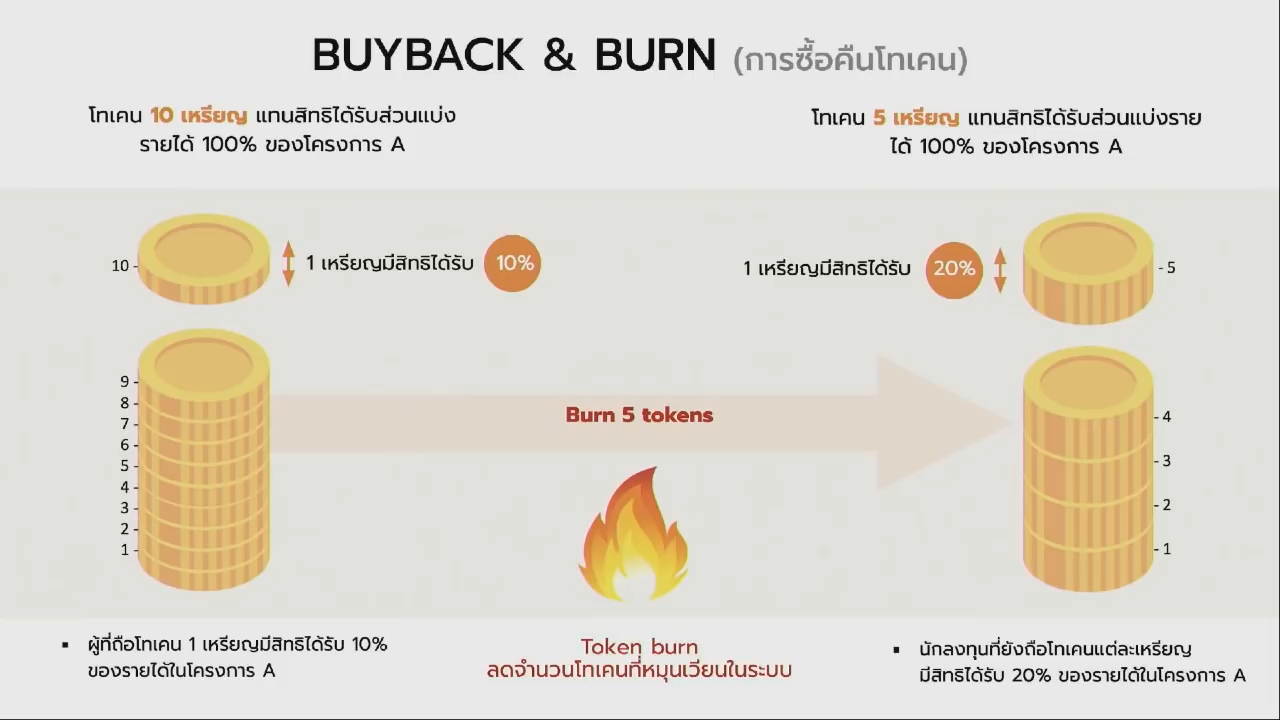 BUYBACK & BURN (การซื้อคืนโทเคน)
โทเคน 10 เหรียญ แทนสิทธิได้รับส่วนแบ่ง
รายได้ 100% ของโครงการ A
โทเคน 5 เหรียญ แทนสิทธิได้รับส่วนแบ่งราย
ได้ 100% ของโครงการ A
10 -
1 เหรียญมีสิทธิได้รับ 10%
1 เหรียญมีสิทธิได้รับ 20%
- 5
9 -
8 -
7 -
6 -
5 -
4 -
3 -
2 -
1 -
Burn 5 tokens
- 4
- 3
- 2
- 1
▪ ผู้ที่ถือโทเคน 1 เหรียญมีสิทธิได้รับ 10%
ของรายได้ในโครงการ A
Token burn
ลดจำนวนโทเคนที่หมุนเวียนในระบบ
▪ นักลงทุนที่ยังถือโทเคนแต่ละเหรียญ
มีสิทธิได้รับ 20% ของรายได้ในโครงการ A